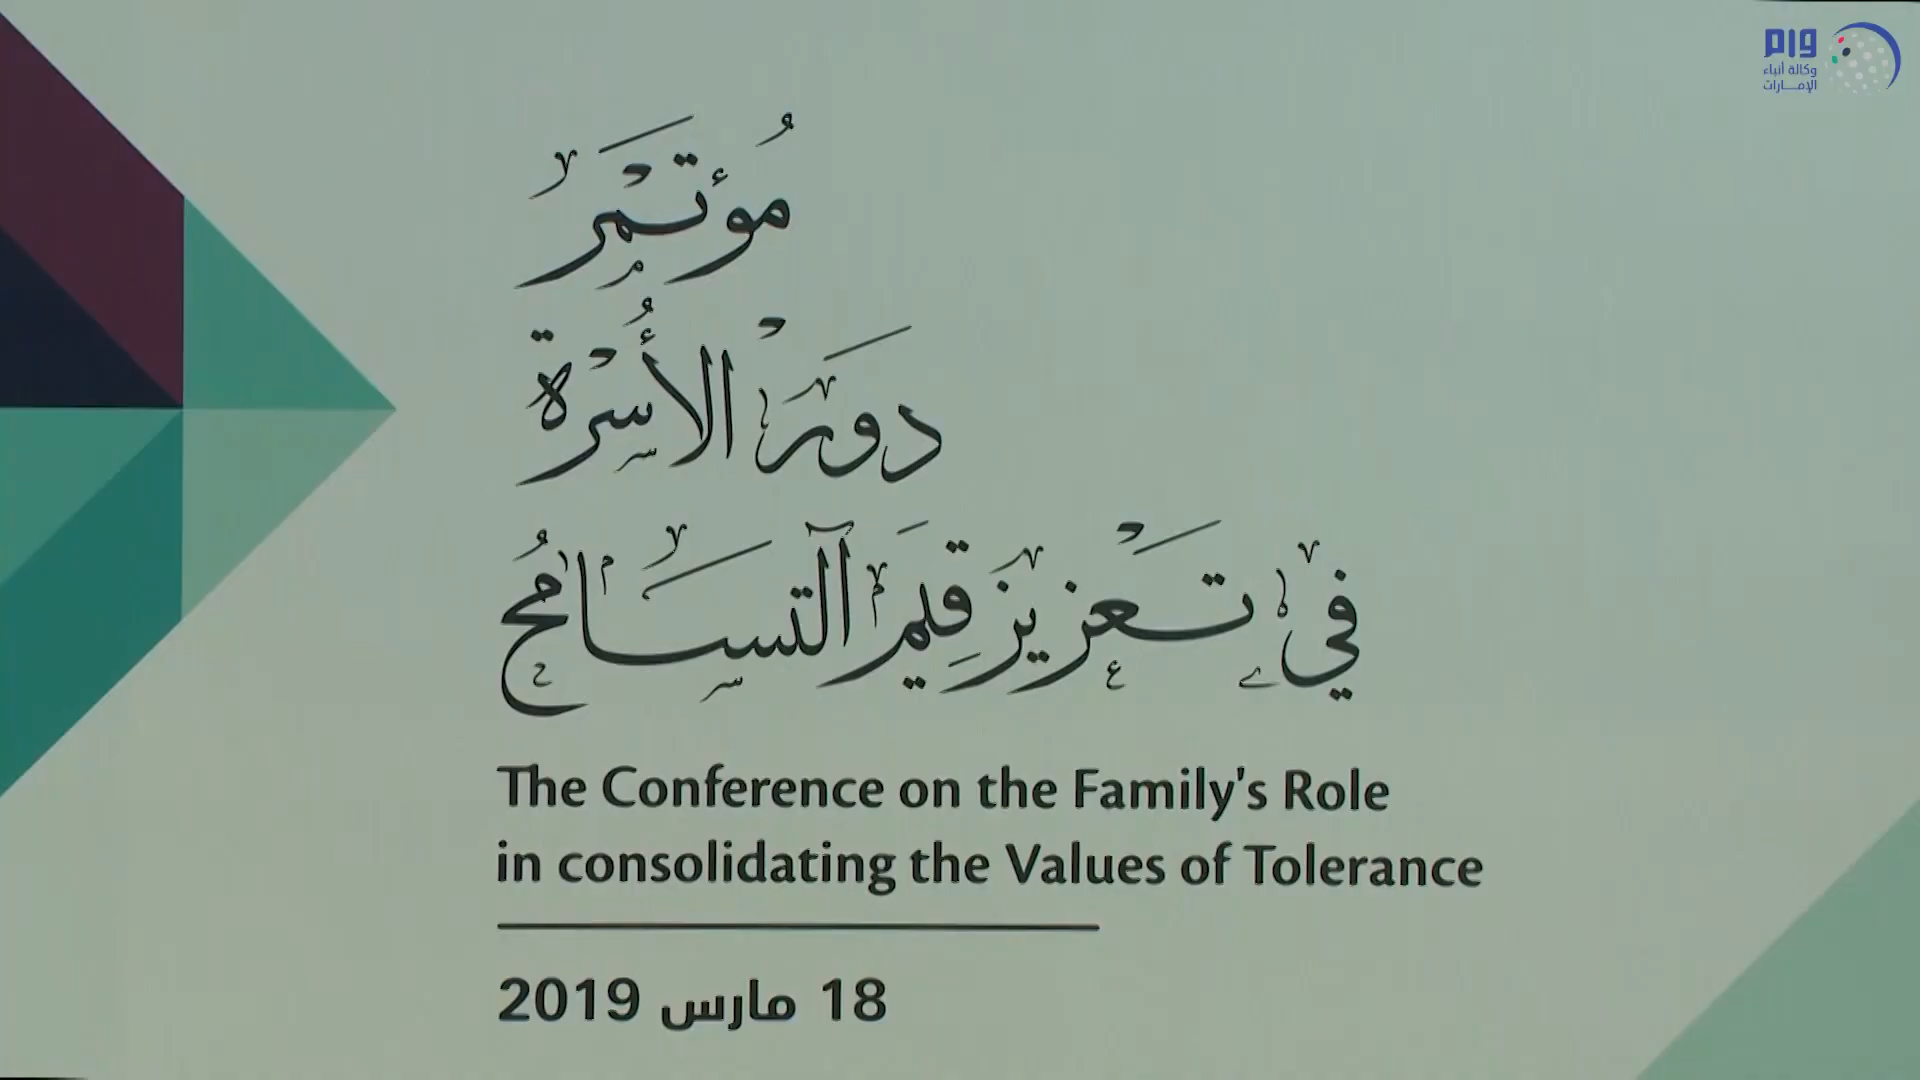 وام
وكالة أنباء
الإمارات
مؤتمر
دور الأسرة
في تعزيز قيم التسامح
The Conference on the Family's Role
in consolidating the Values of Tolerance
18 مارس 2019